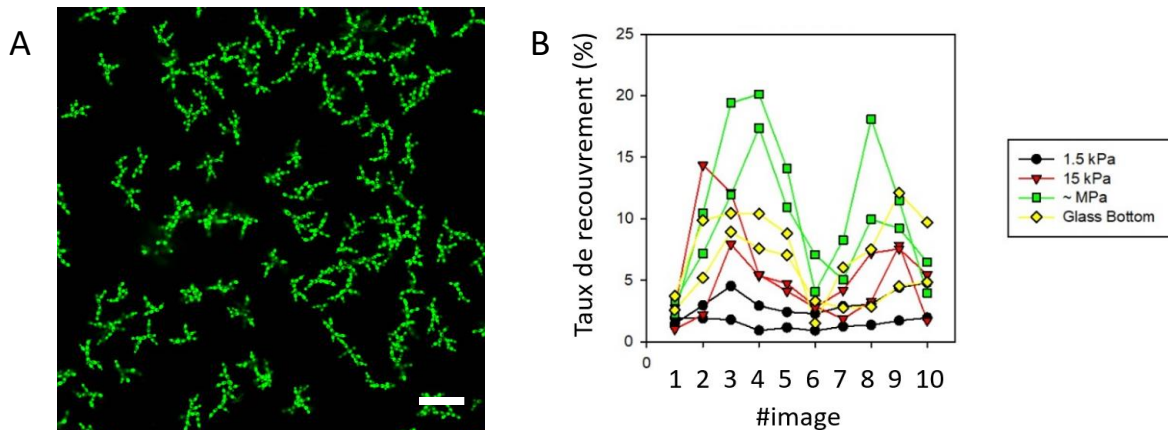 A
B
Taux de recouvrement (%)
25
20
15
10
5
0
0
1 2 3 4 5 6 7 8 9 10
#image
1.5 kPa
15 kPa
~ MPa
Glass Bottom